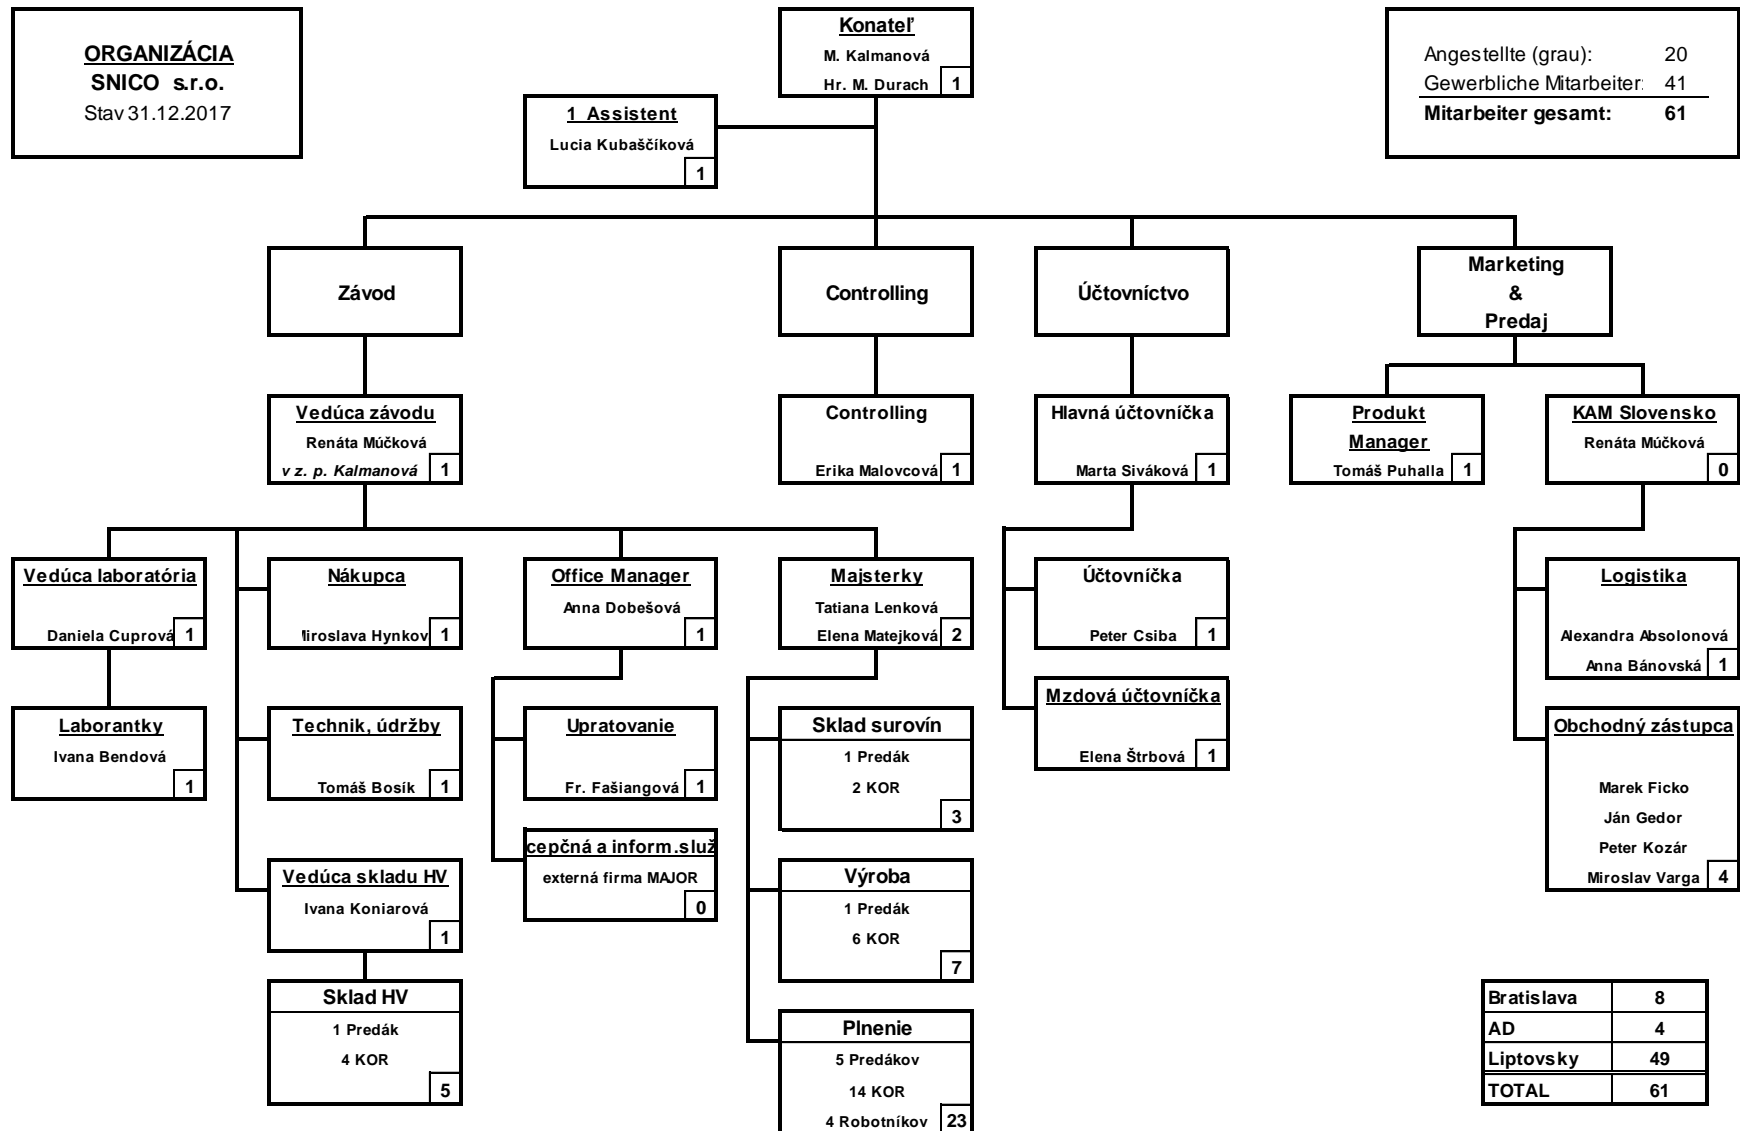 ORGANIZÁCIA
SNICO s.r.o.
Stav 31.12.2017
Konateľ
M. Kalmanová
Hr. M. Durach 1
Angestellte (grau): 20
Gewerbliche Mitarbeiter: 41
Mitarbeiter gesamt: 61
1 Assistent
Lucia Kubaščíková
1
Závod
Controlling
Účtovníctvo
Marketing
&
Predaj
Vedúca závodu
Renáta Múčková
v z. p. Kalmanová 1
Controlling
Erika Malovcová 1
Hlavná účtovníčka
Marta Siváková 1
Produkt
Manager
Tomáš Puhalla 1
KAM Slovensko
Renáta Múčková
0
Vedúca laboratória
Daniela Cuprová 1
Nákupca
Miroslava Hynkov 1
Office Manager
Anna Dobešová
1
Majsterky
Tatiana Lenková
Elena Matejková 2
Účtovníčka
Peter Csiba 1
Logistika
Alexandra Absolonová
Anna Bánovská 1
Laborantky
Ivana Bendová
1
Technik, údržby
Tomáš Bosík 1
Upratovanie
Fr. Fašiangová 1
Sklad surovín
1 Predák
2 KOR
3
Mzdová účtovníčka
Elena Štrbová 1
Obchodný zástupca
Marek Ficko
Ján Gedor
Peter Kozár
Miroslav Varga 4
Vedúca skladu HV
Ivana Koniarová
1
cepčná a inform.služ
externá firma MAJOR
0
Výroba
1 Predák
6 KOR
7
Sklad HV
1 Predák
4 KOR
5
Plnenie
5 Predákov
14 KOR
4 Robotníkov 23
Bratislava 8
AD 4
Liptovsky 49
TOTAL 61